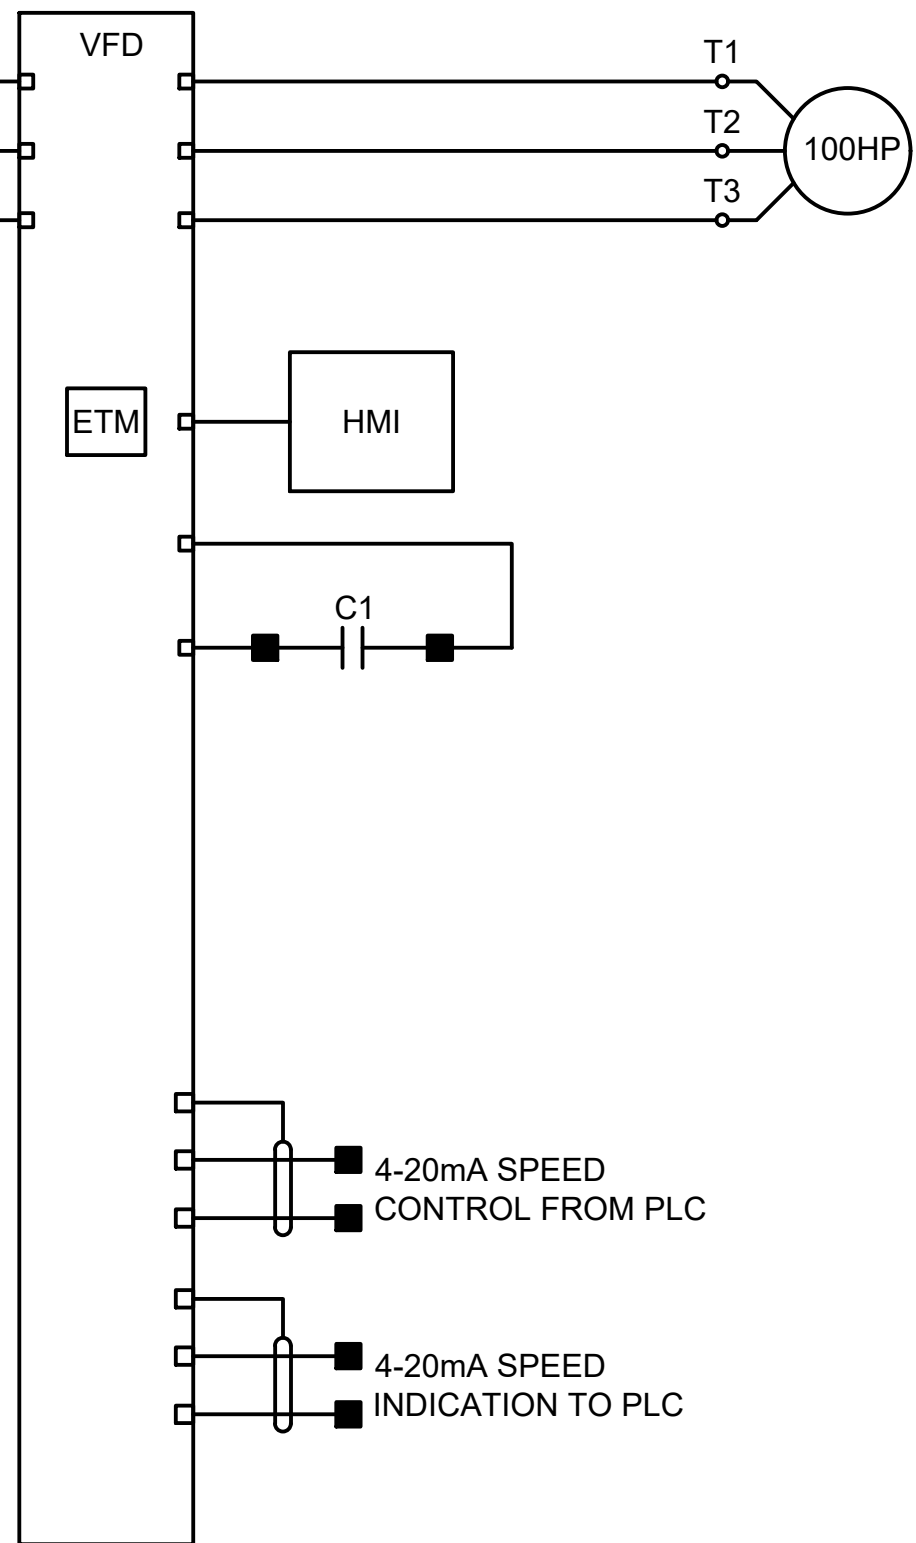 VFD
T1
T2
100HP
T3
ETM
HMI
C1
4-20mA SPEED
CONTROL FROM PLC
4-20mA SPEED
INDICATION TO PLC